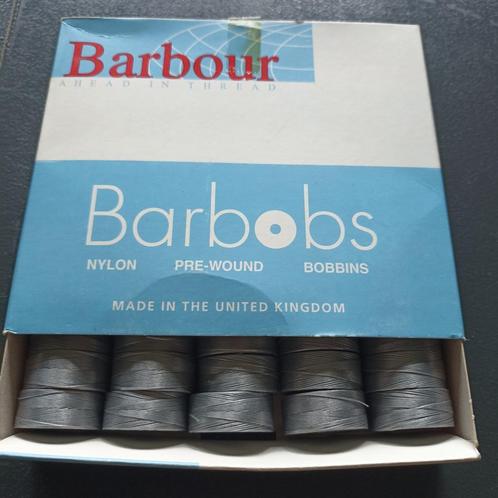 Barbour
AHEAD IN THREAD
Barbobs
NYLON PRE-WOUND BOBBINS
MADE IN THE UNITED KINGDOM